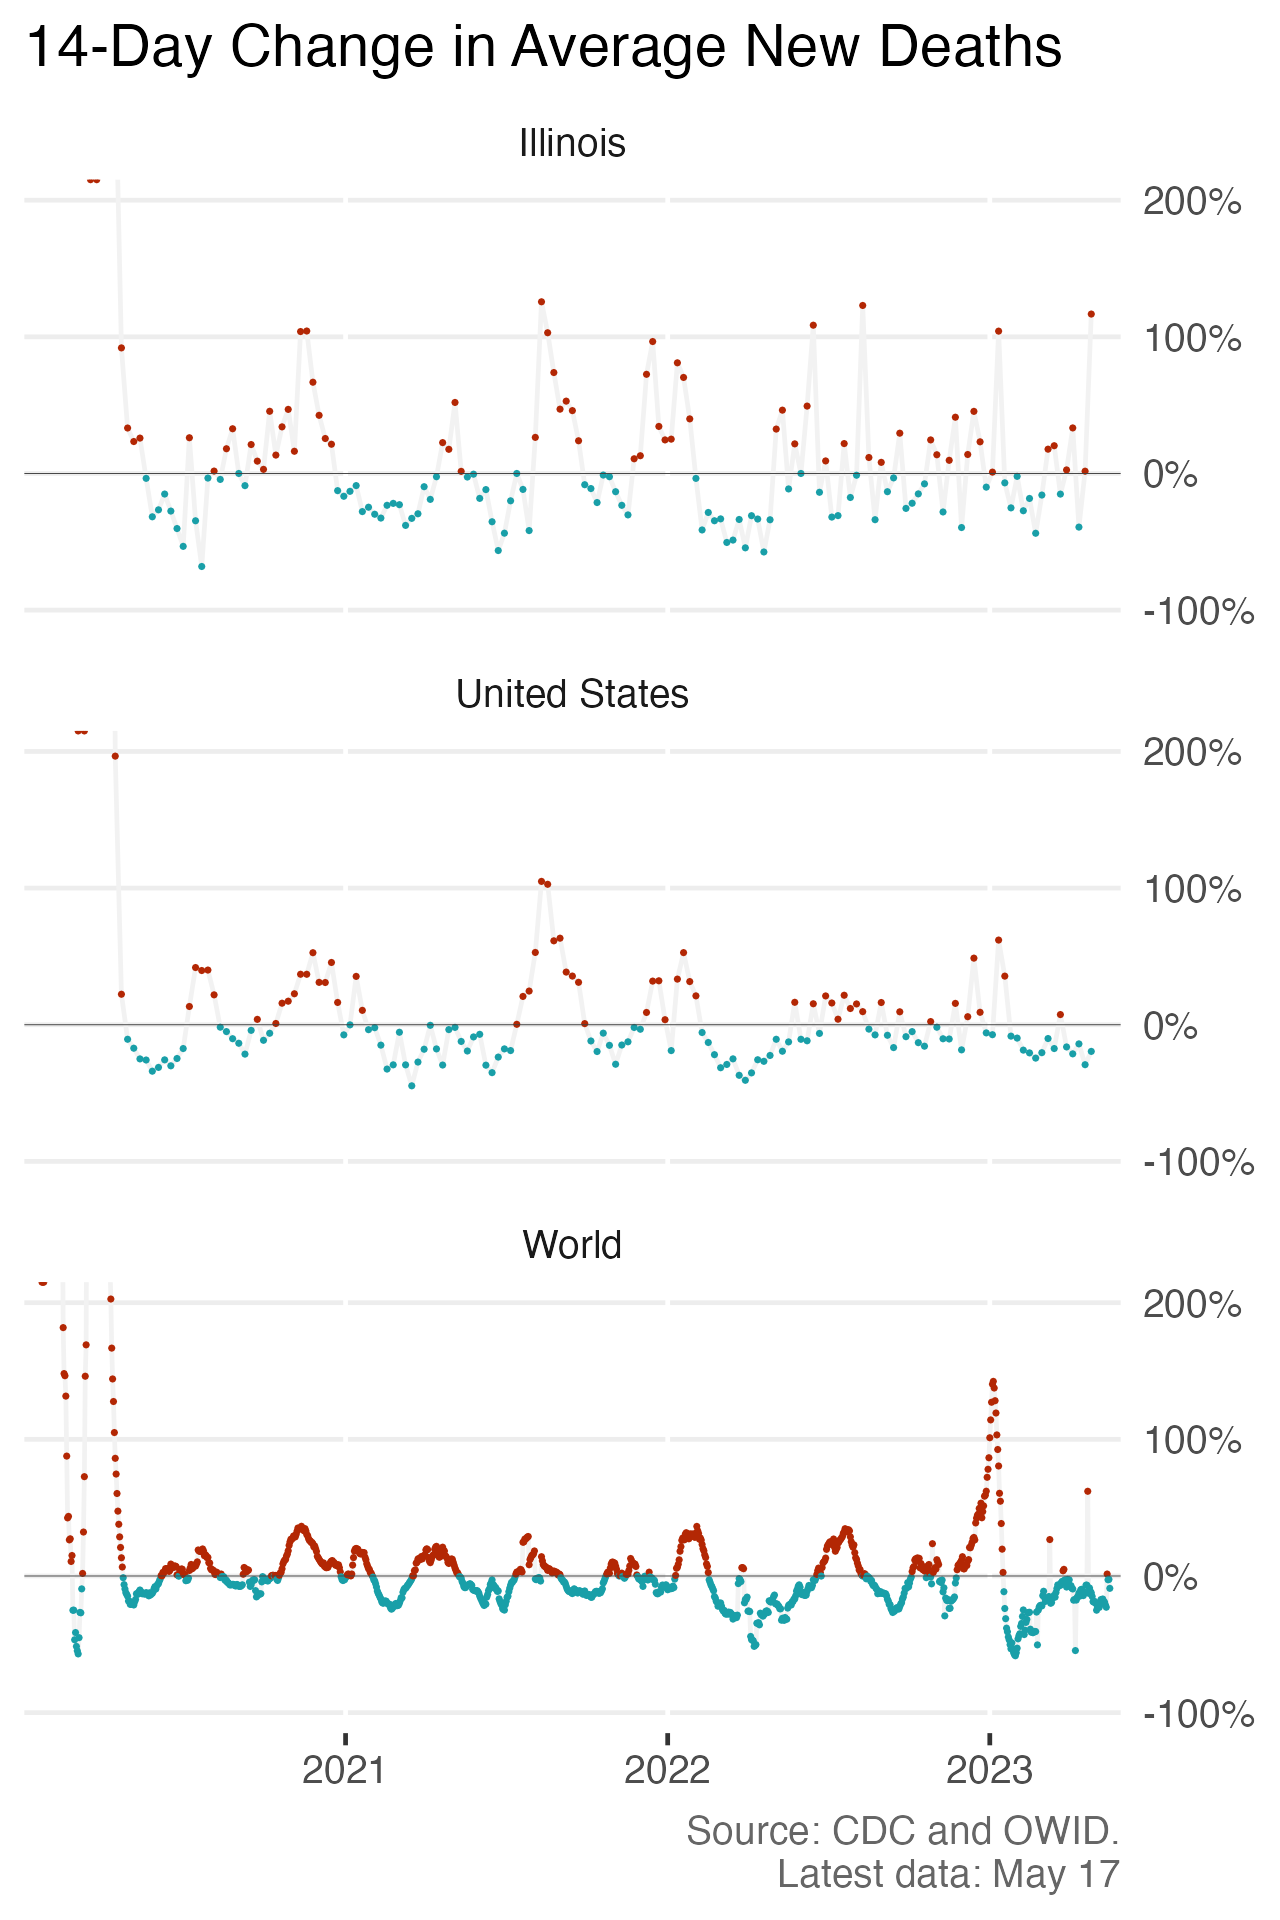 14-Day Change in Average New Deaths
Illinois
200%
100%
0%
-100%
United States
200%
100%
0%
-100%
World
200%
100%
0%
-100%
2021 2022 2023
Source: CDC and OWID.
Latest data: May 17